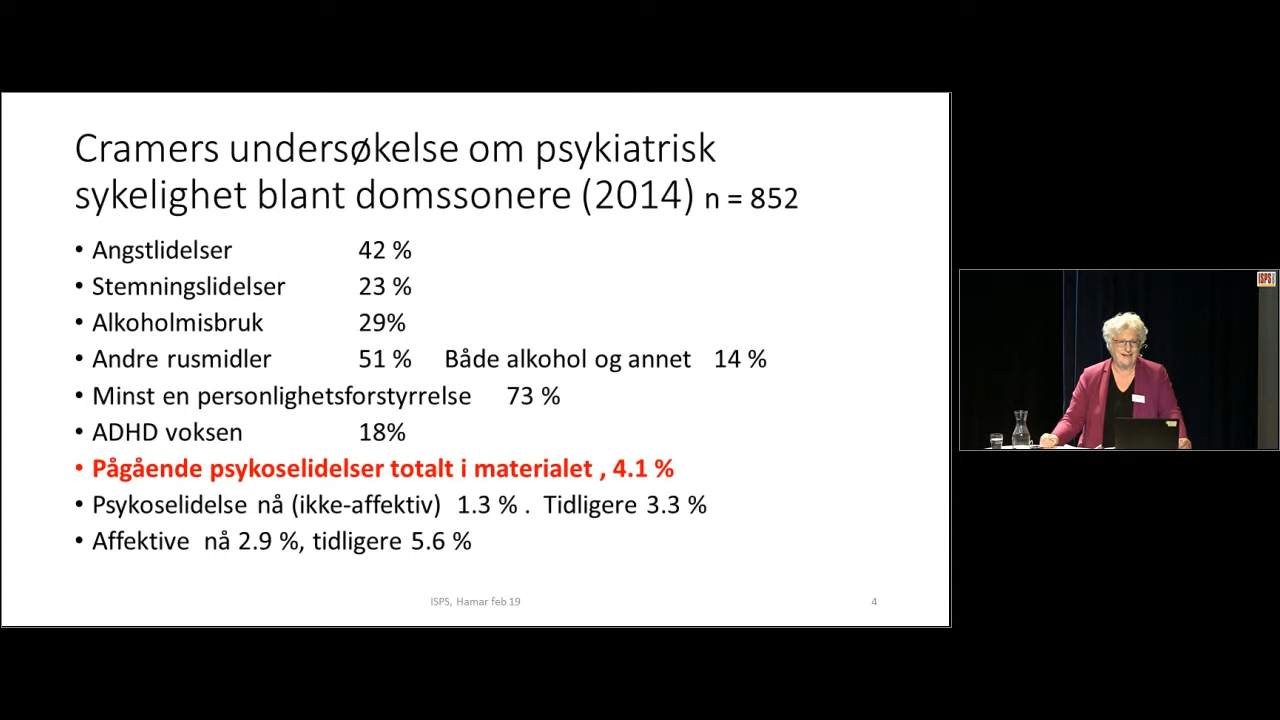 Cramers undersøkelse om psykiatrisk
sykelighet blant domssonere (2014) n = 852
• Angstlidelser 42 %
• Stemningslidelser 23 %
• Alkoholmisbruk 29%
• Andre rusmidler 51 % Både alkohol og annet 14 %
• Minst en personlighetsforstyrrelse 73 %
• ADHD voksen 18%
• Pågående psykoselidelser totalt i materialet , 4.1 %
• Psykoselidelse nå (ikke-affektiv) 1.3 % . Tidligere 3.3 %
• Affektive nå 2.9 %, tidligere 5.6 %
ISPS, Hamar feb 19 4
ISPS